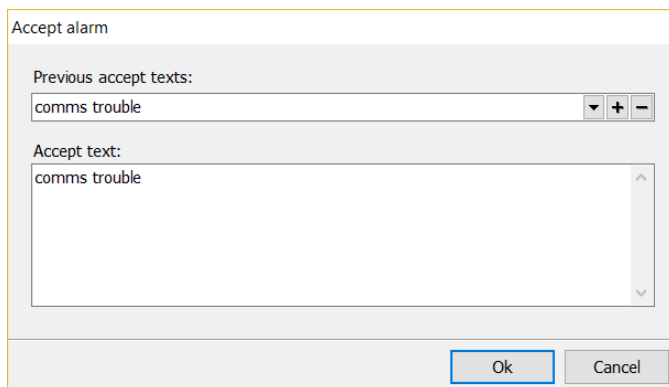 Accept alarm
Previous accept texts:
comms trouble
Accept text:
comms trouble
Ok
Cancel